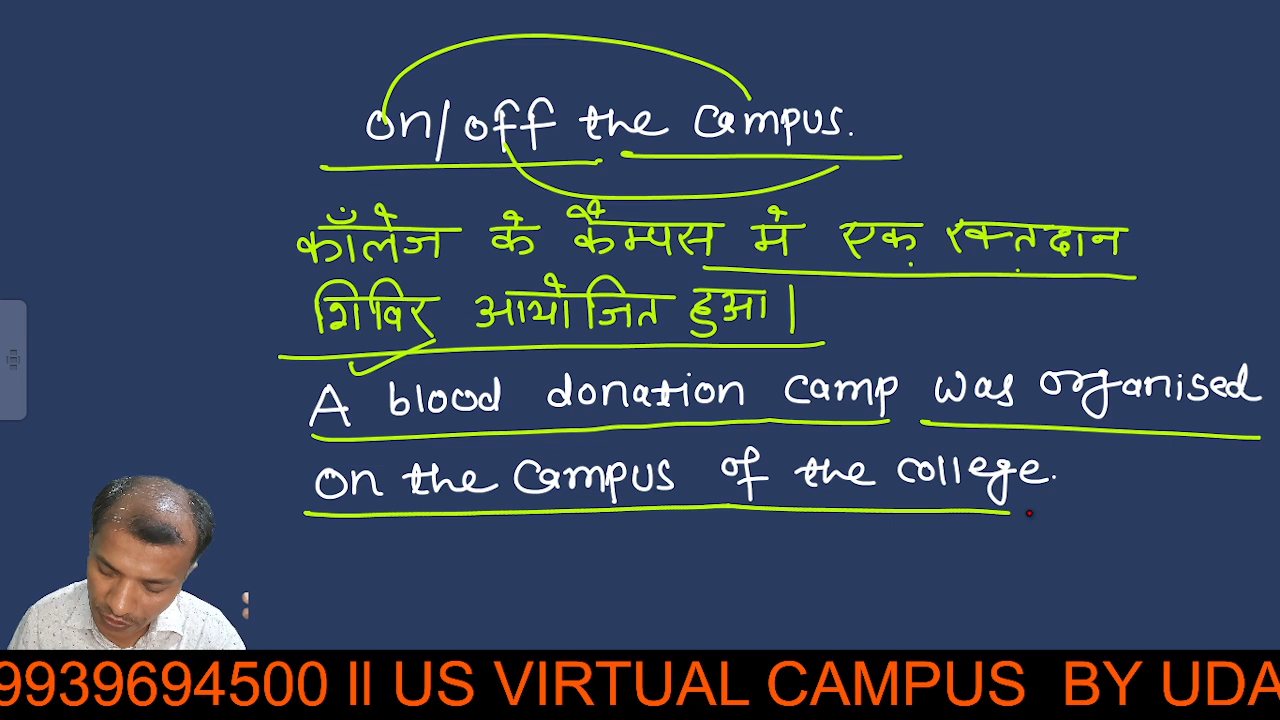 on/off the campus.
कॉलेज के कैम्पस मे एक रक्तदान
शिविर आयोजित हुआ।
A blood donation camp was organised
on the campus of the college.
9939694500 ll US VIRTUAL CAMPUS BY UDA